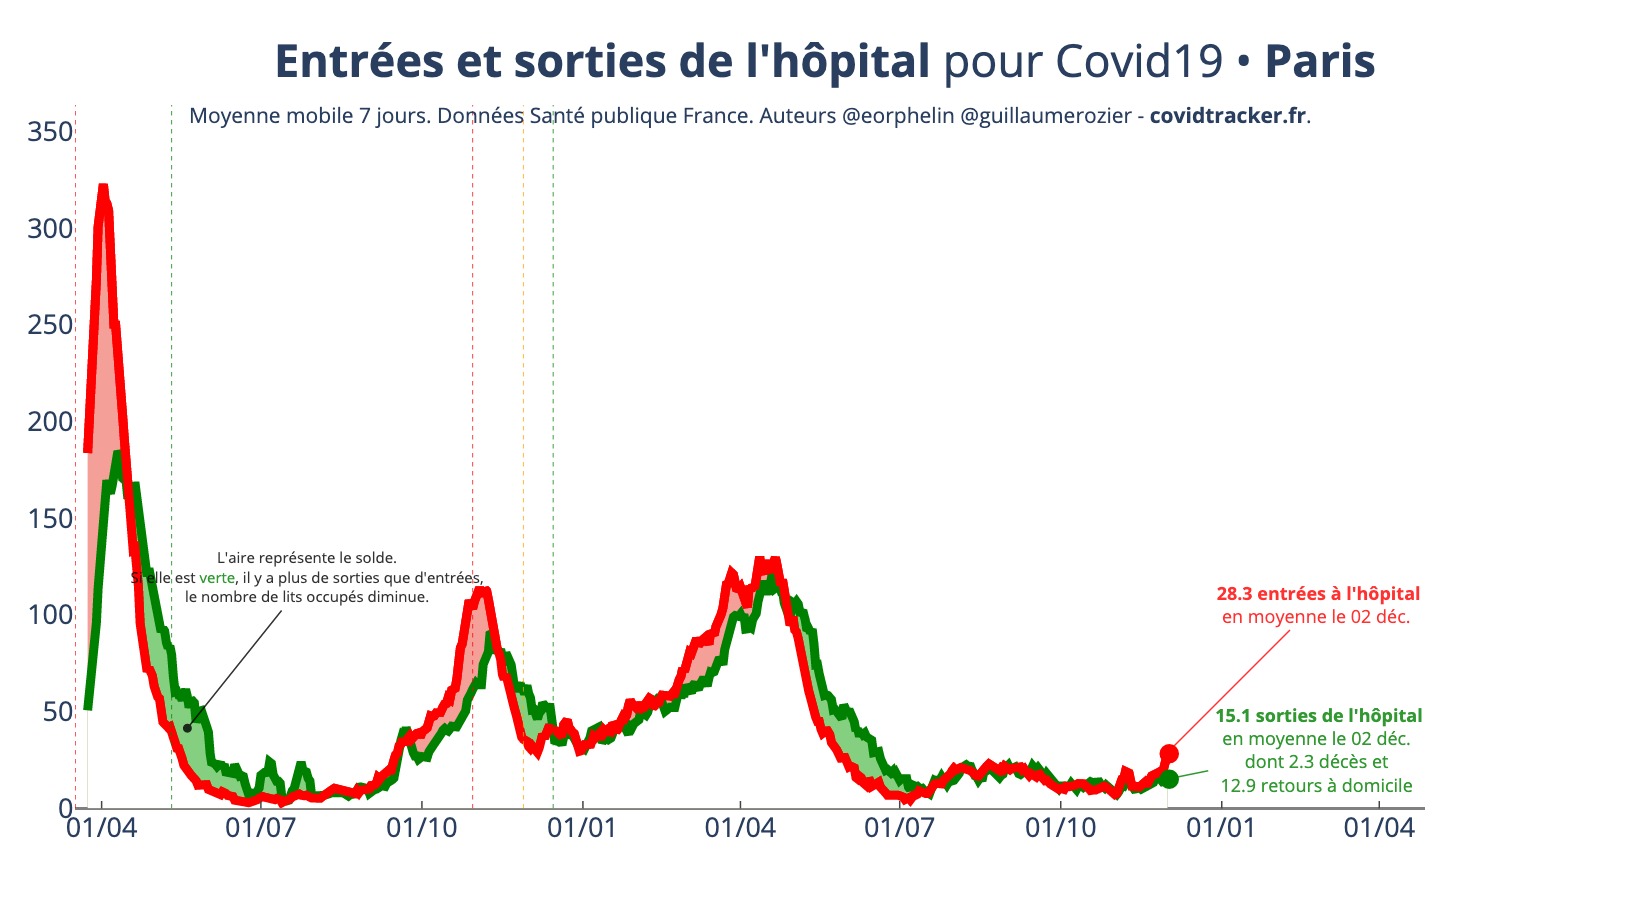 Entrées et sorties de l'hôpital pour Covid19 • Paris
Moyenne mobile 7 jours. Données Santé publique France. Auteurs @eorphelin @guillaumerozier - covidtracker.fr.
350
300
250
200
150
100
50
0
L'aire représente le solde.
Si elle est verte, il y a plus de sorties que d'entrées,
le nombre de lits occupés diminue.
28.3 entrées à l'hôpital
en moyenne le 02 déc.
15.1 sorties de l'hôpital
en moyenne le 02 déc.
dont 2.3 décès et
12.9 retours à domicile
01/04 01/07 01/10 01/01 01/04 01/07 01/10 01/01 01/04